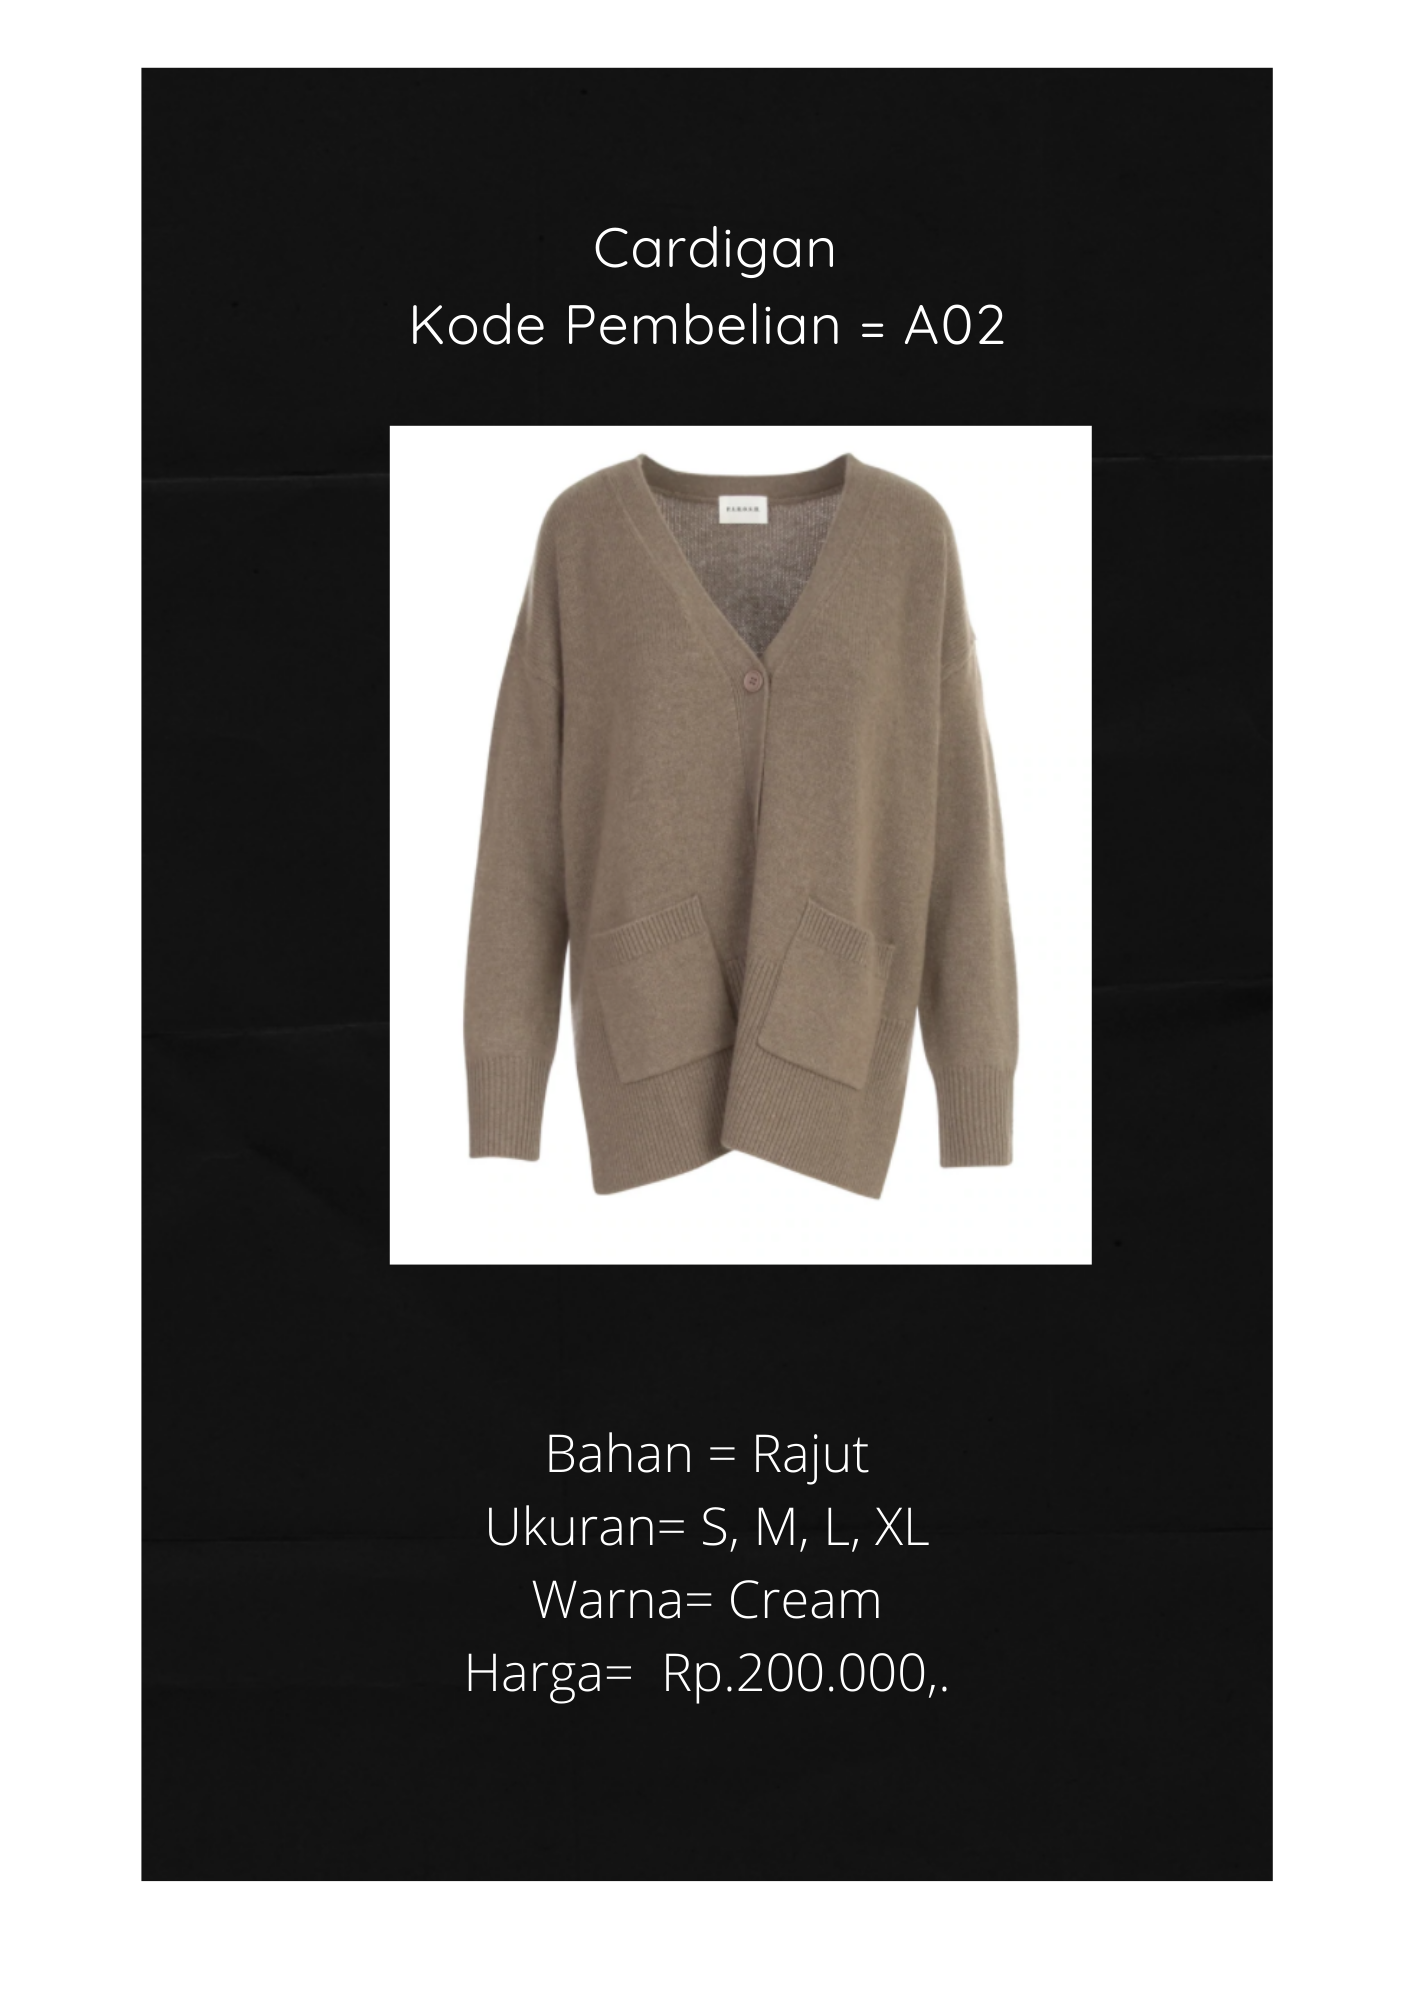 Cardigan
Kode Pembelian = A02
Bahan = Rajut
Ukuran= S, M, L, XL
Warna= Cream
Harga=  Rp.200.000,.